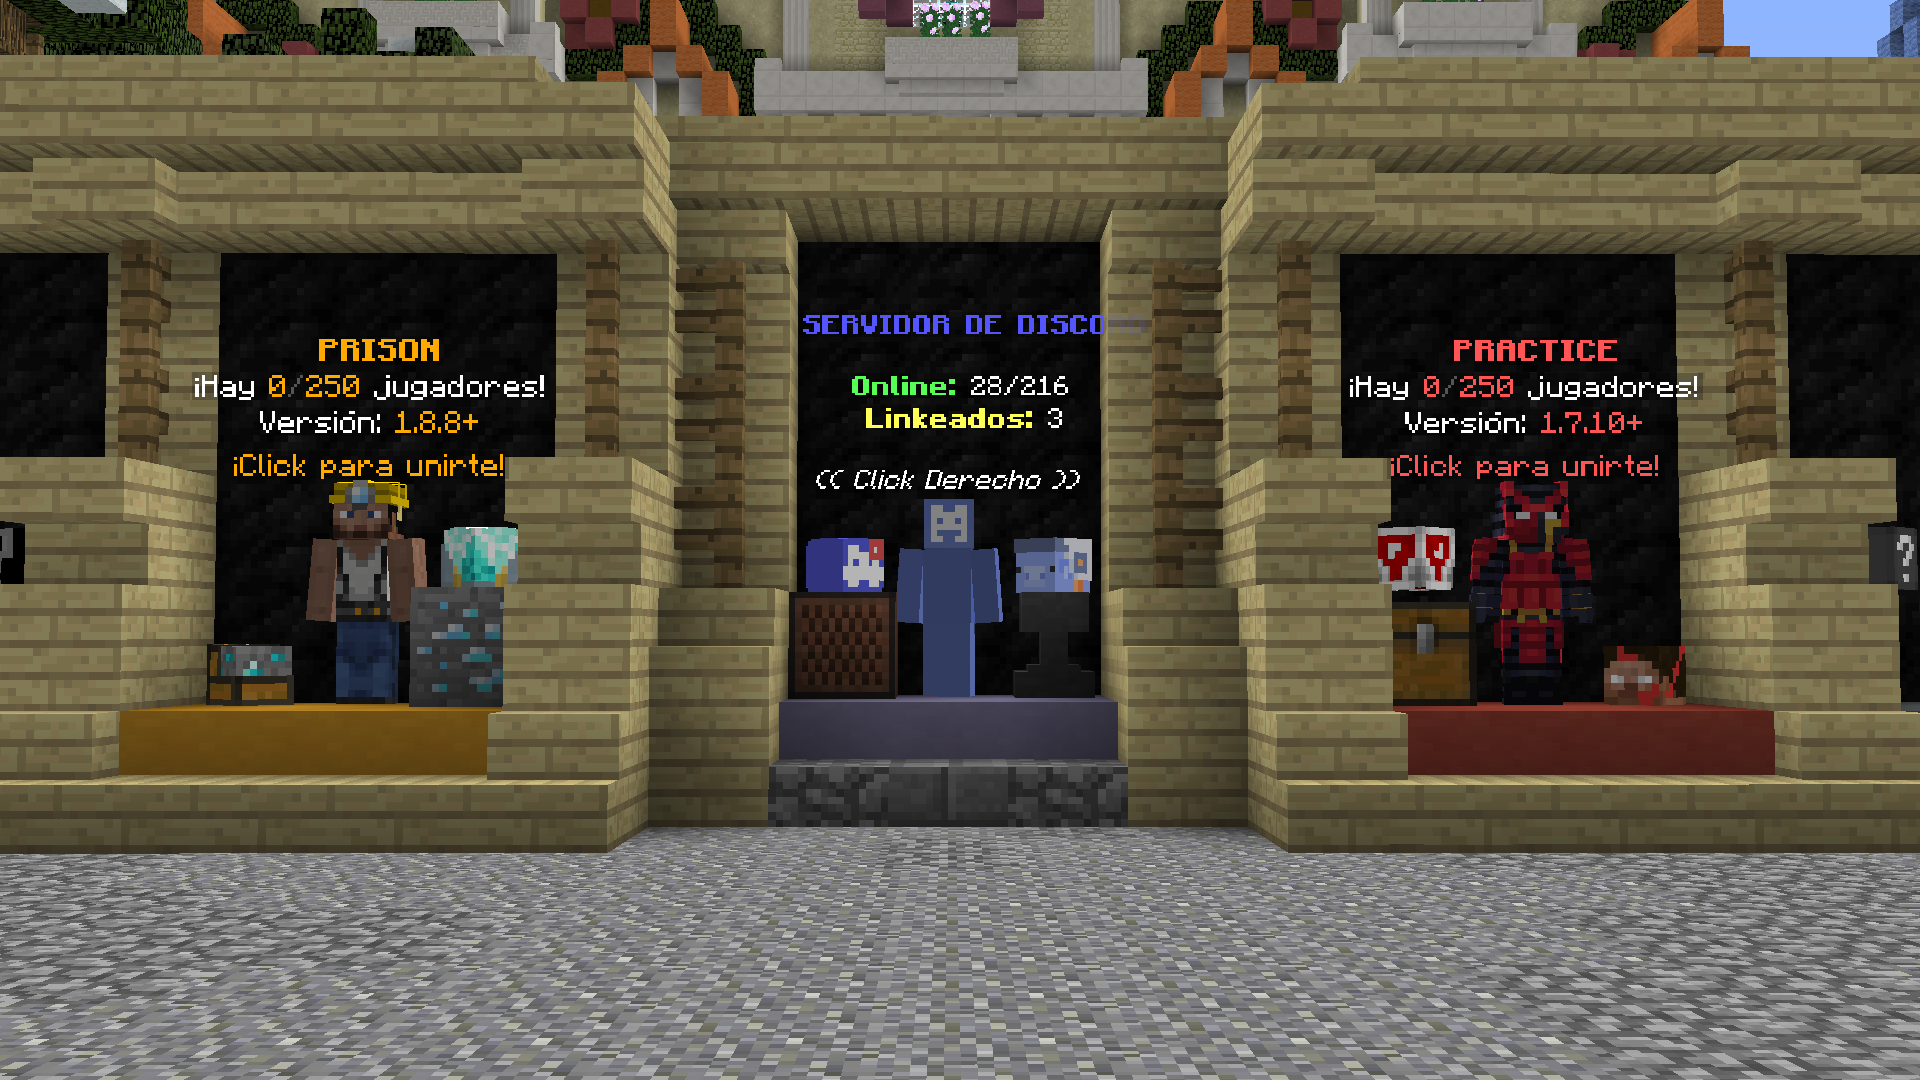 PRISON
¡Hay 0/250 jugadores!
Versión: 1.8.8+
¡Click para unirte!
SERVIDOR DE DISCO
Online: 28/216
Linkeados: 3
<< Click Derecho >>
PRACTICE
¡Hay 0/250 jugadores!
Versión: 1.7.10+
¡Click para unirte!
?